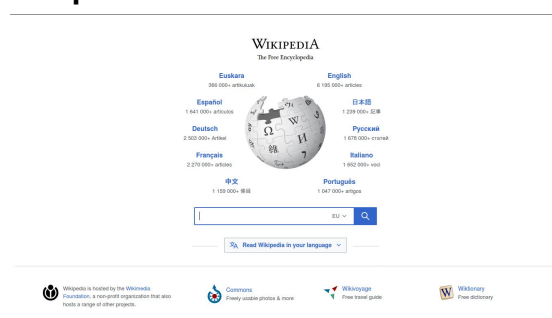 WIKIPEDIA
The Free Encyclopedia
Euskara
English
366 000+ artikuluak
6 195 000+ articles
Español
日本語
1 641 000+ artículos
1 239 000+ 記事
Deutsch
Русский
2 503 000+ Artikel
1 678 000+ статей
Français
Italiano
2 270 000+ articles
1 652 000+ voci
中文
Português
1 159 000+ 條目
1 047 000+ artigos
Ω W И 維
EU
Read Wikipedia in your language
Wikipedia is hosted by the Wikimedia
Foundation, a non-profit organization that also
hosts a range of other projects.
Commons
Freely usable photos & more
Wikivoyage
Free travel guide
W
Wiktionary
Free dictionary